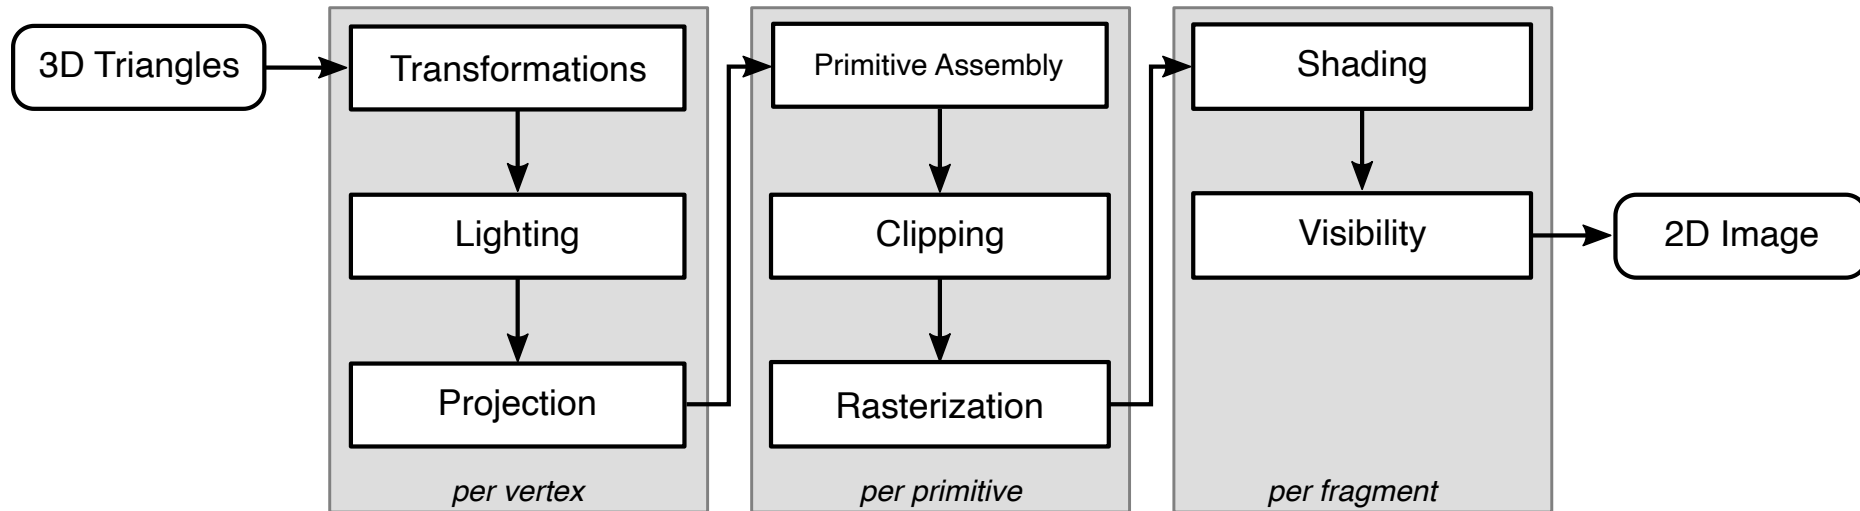 3D Triangles
Transformations
Lighting
Projection
per vertex
Primitive Assembly
Clipping
Rasterization
per primitive
Shading
Visibility
per fragment
2D Image